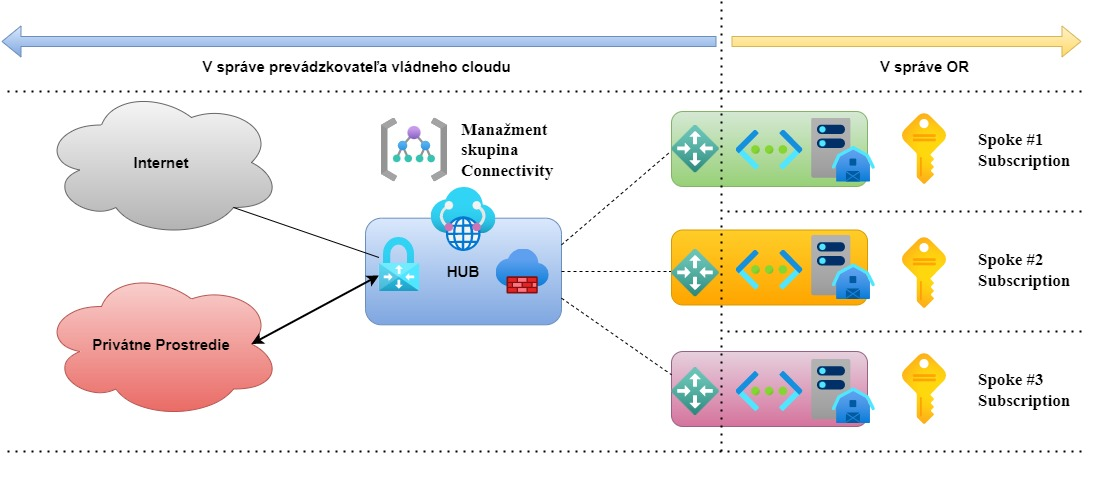 V správe prevádzkovateľa vládneho cloudu
V správe OR
Internet
Manažment
skupina
Connectivity
HUB
Privátne Prostredie
Spoke #1
Subscription
Spoke #2
Subscription
Spoke #3
Subscription